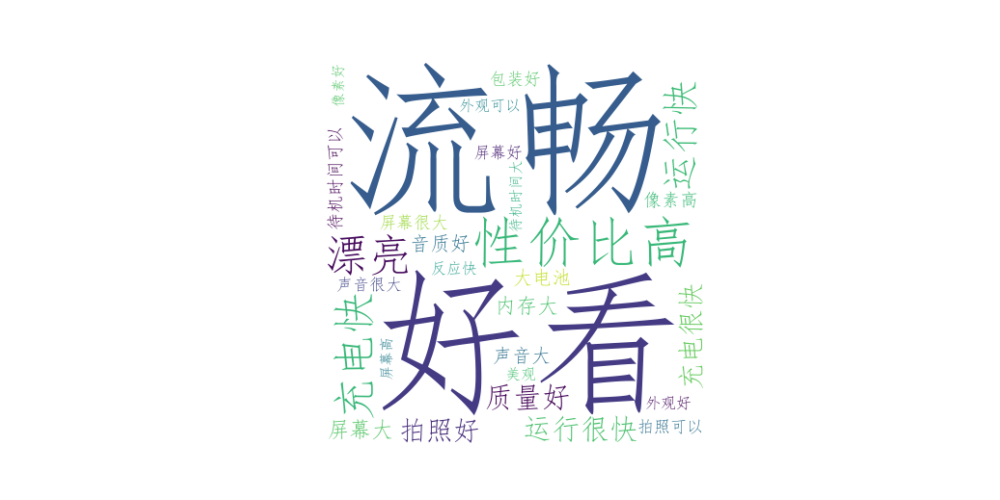 像素好
流畅
包装好
外观可以
运行快
待机时间可以
屏幕好
待机时间大
像素高
屏幕很大
漂亮
音质好
性价比高
反应快
声音很大
大电池
好看
内存大
充电快
充电很快
屏幕高
声音大
美观
质量好
外观好
屏幕大
拍照好
运行很快
拍照可以